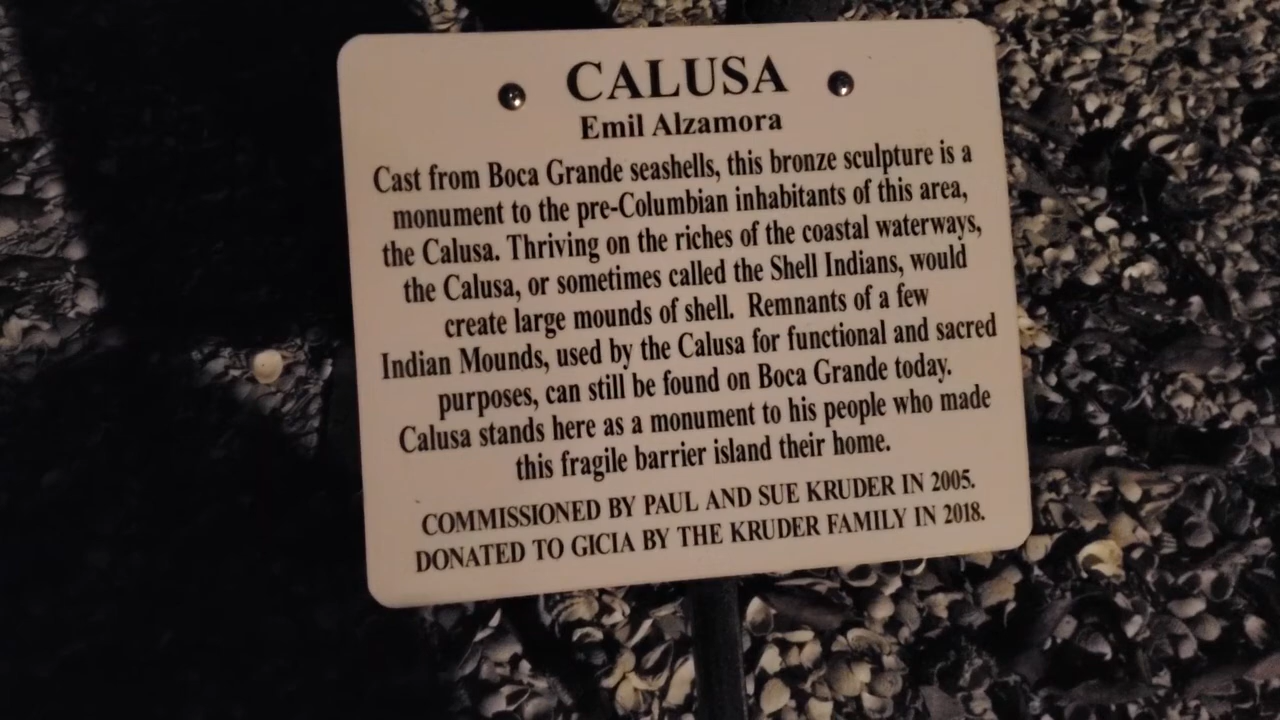 CALUSA
Emil Alzamora
Cast from Boca Grande seashells, this bronze sculpture is a
monument to the pre-Columbian inhabitants of this area,
the Calusa. Thriving on the riches of the coastal waterways,
the Calusa, or sometimes called the Shell Indians, would
create large mounds of shell. Remnants of a few
Indian Mounds, used by the Calusa for functional and sacred
purposes, can still be found on Boca Grande today.
Calusa stands here as a monument to his people who made
this fragile barrier island their home.
COMMISSIONED BY PAUL AND SUE KRUDER IN 2005.
DONATED TO GICIA BY THE KRUDER FAMILY IN 2018.